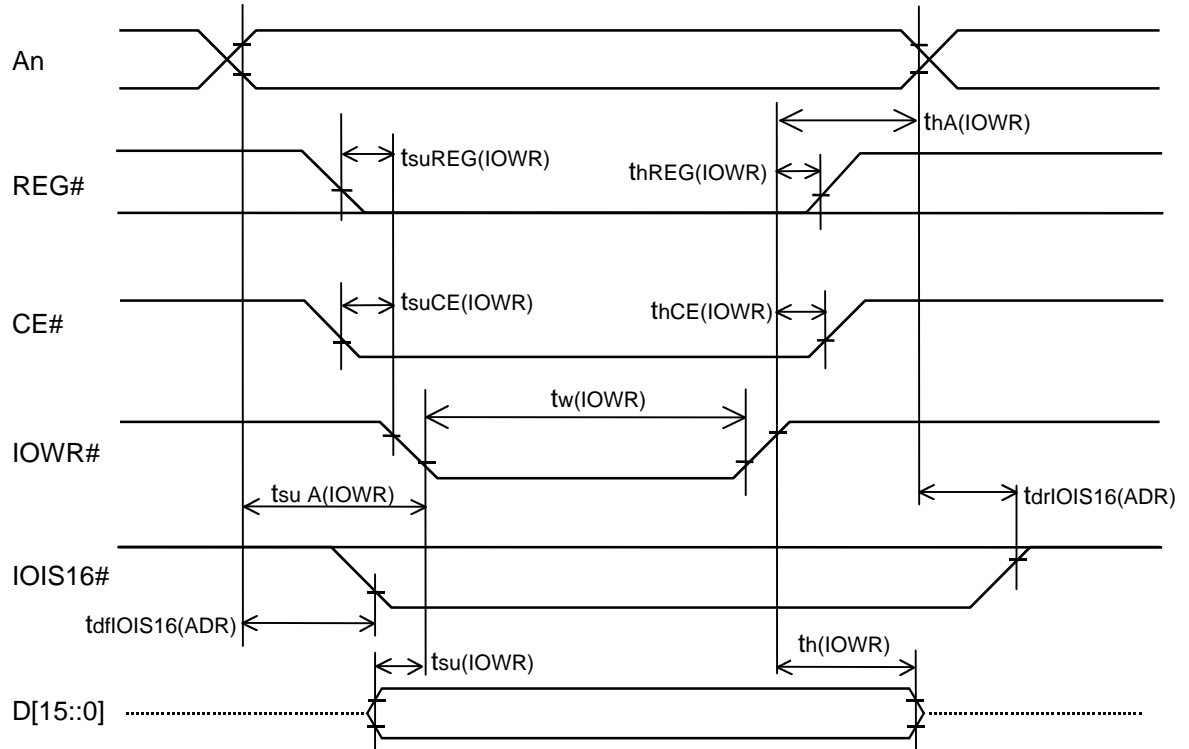 An
thA(IOWR)
tsuREG(IOWR)
thREG(IOWR)
REG#
tsuCE(IOWR)
thCE(IOWR)
CE#
tw(IOWR)
IOWR#
tsu A(IOWR)
tdrIOIS16(ADR)
IOIS16#
tdfIOIS16(ADR)
tsu(IOWR)
th(IOWR)
D[15::0]